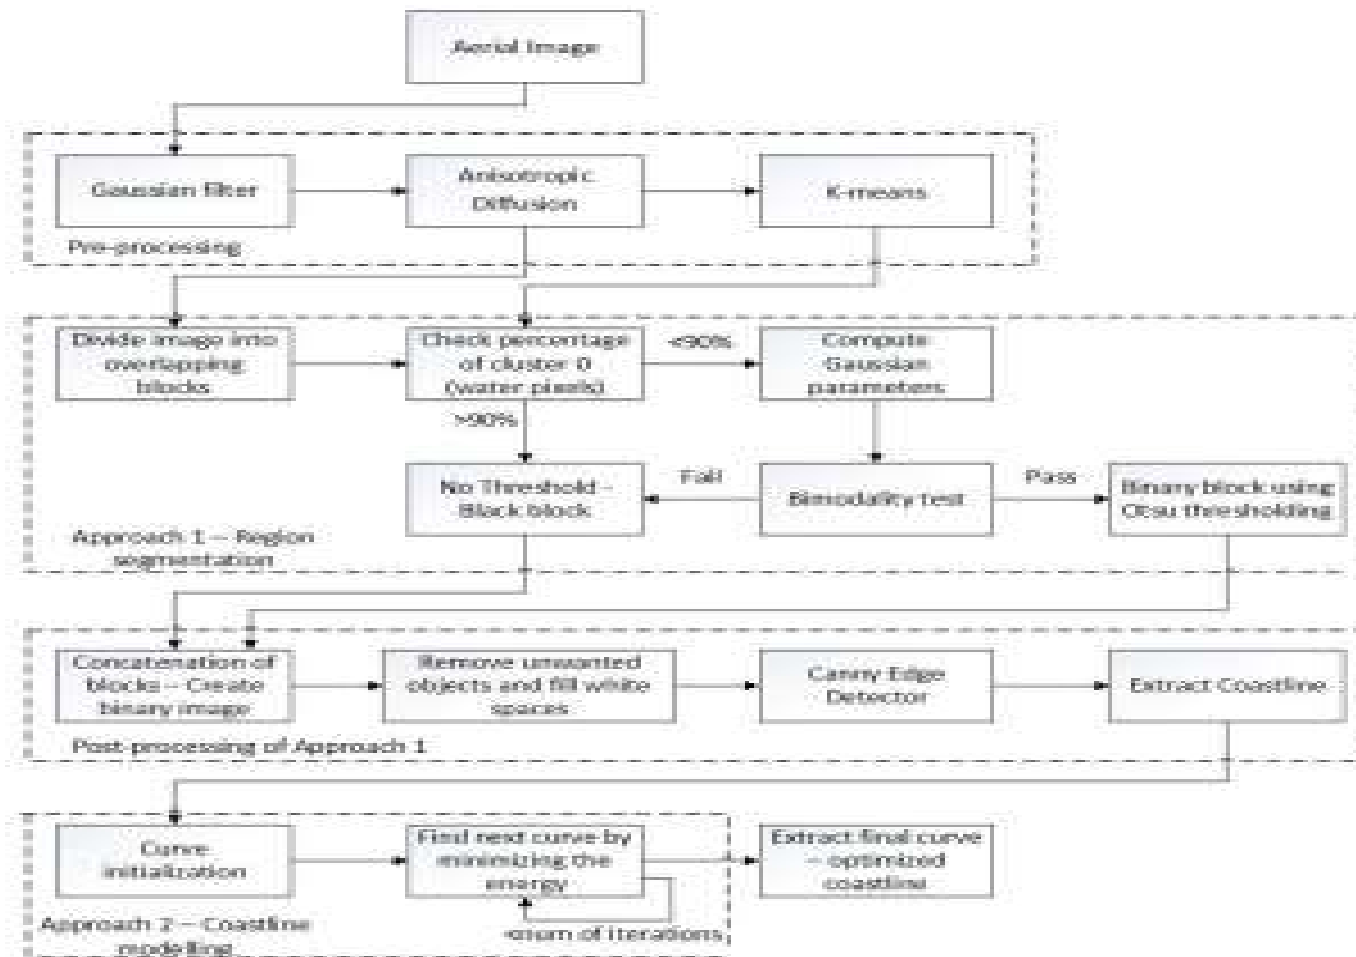 Aerial Image
Gaussian filter
Anisotropic
Diffusion
K-means
Pre-processing
Divide image into
overlapping
blocks
Check percentage
of cluster 0
(water pixels)
<90%
Compute
Gaussian
parameters
>90%
No Threshold -
Black block
Fail
Bimodality test
Pass
Binary block using
Otsu thresholding
Approach 1 – Region
segmentation
Concatenation of
blocks – Create
binary image
Remove unwanted
objects and fill white
spaces
Canny Edge
Detector
Extract Coastline
Post-processing of Approach 1
Curve
initialization
Find next curve by
minimizing the
energy
Extract final curve
– optimized
coastline
Approach 2 – Coastline
modelling
<num of iterations